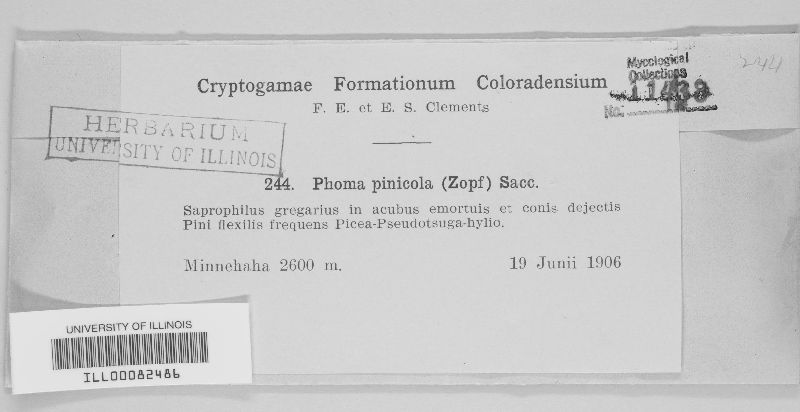 Cryptogamae Formationum Coloradensium
F. E. et E. S. Clements
Mycological
Collections
No.
244
HERBARIUM
UNIVERSITY OF ILLINOIS
244. Phoma pinicola (Zopf) Sacc.
Saprophilus gregarius in acubus emortuis et conis dejectis
Pini flexilis frequens Picea-Pseudotsuga-hylio.
Minnehaha 2600 m. 19 Junii 1906
UNIVERSITY OF ILLINOIS
ILL00082486